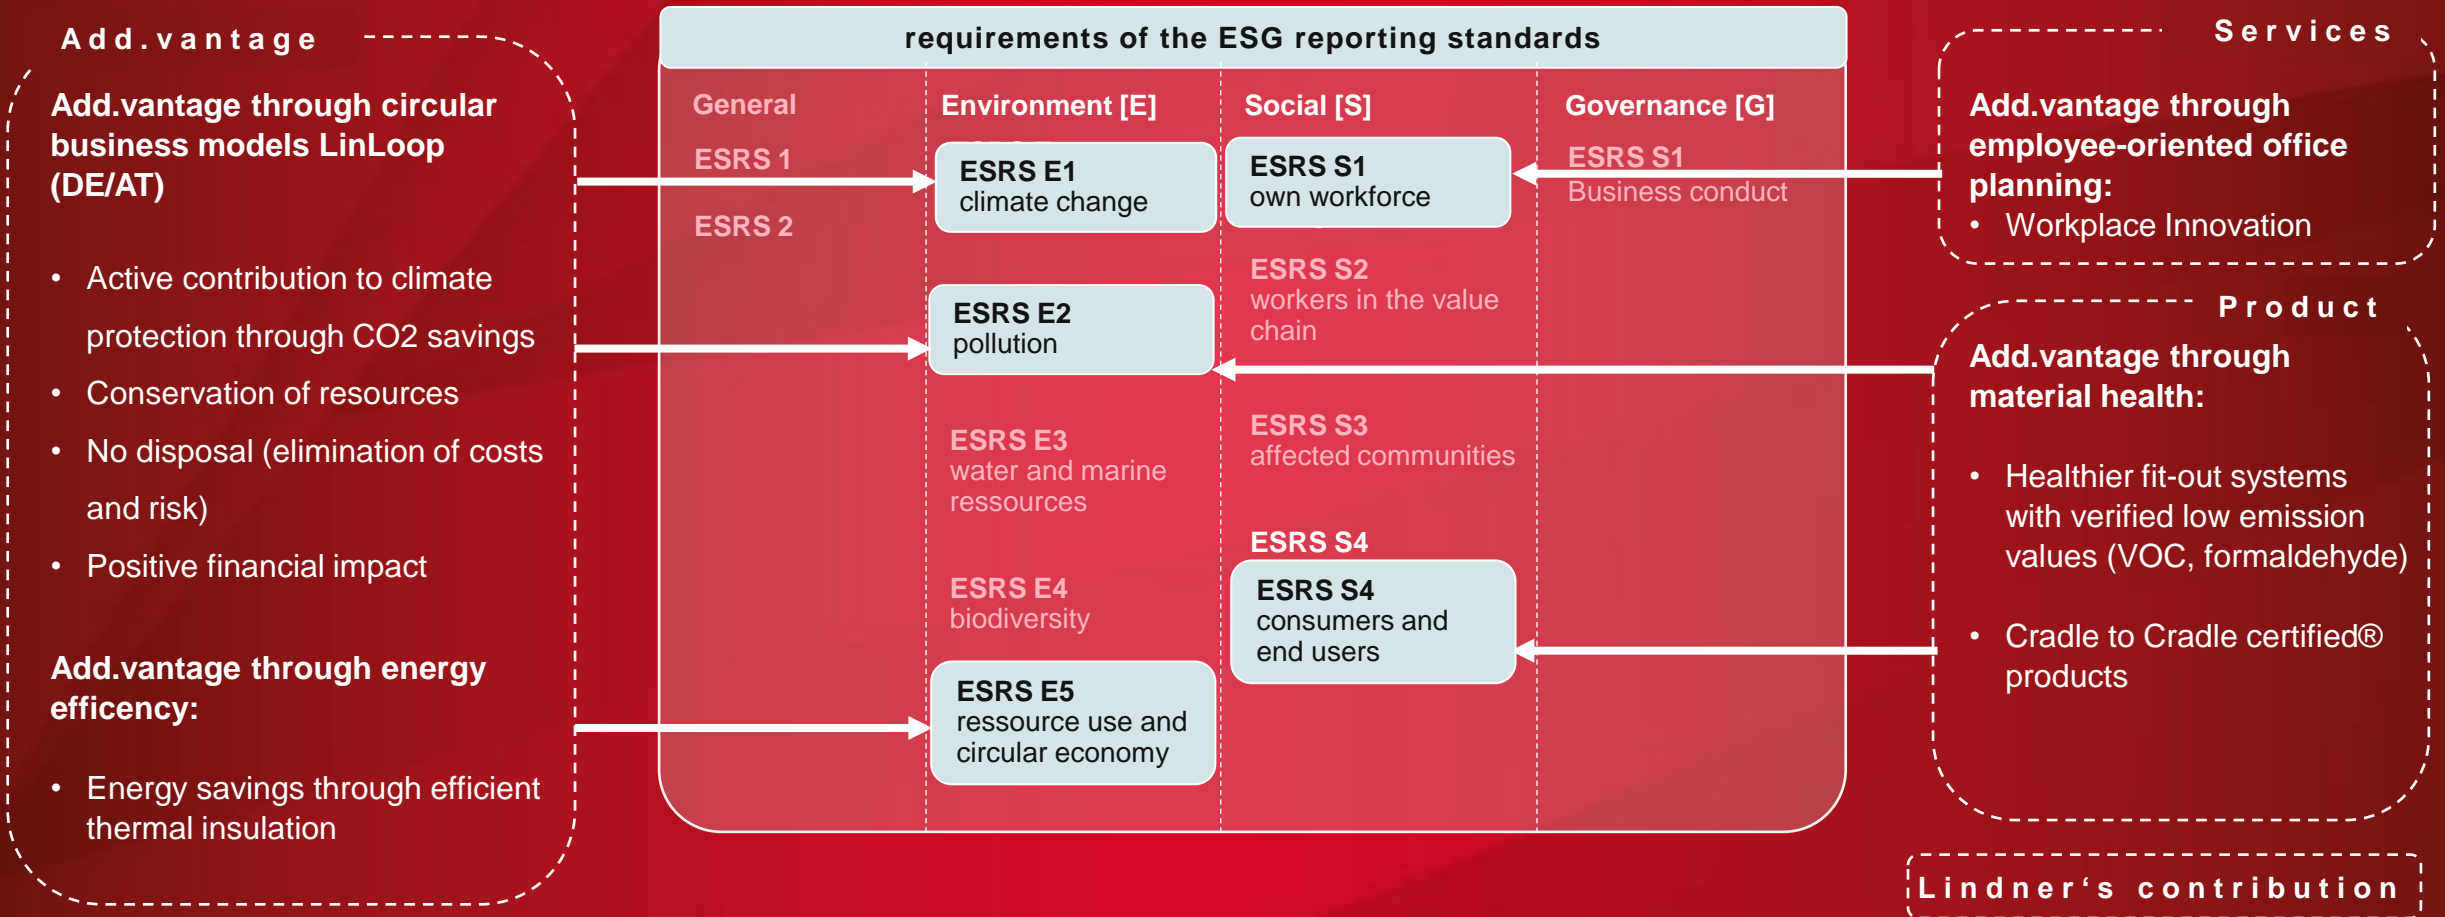 Add.vantage
Add.vantage through circular
business models LinLoop
(DE/AT)
• Active contribution to climate
protection through CO2 savings
• Conservation of resources
• No disposal (elimination of costs
and risk)
• Positive financial impact
Add.vantage through energy
efficency:
• Energy savings through efficient
thermal insulation
requirements of the ESG reporting standards
General
ESRS 1
ESRS 2
Environment [E]
ESRS E1
climate change
ESRS E2
pollution
ESRS E3
water and marine
ressources
ESRS E4
biodiversity
ESRS E5
ressource use and
circular economy
Social [S]
ESRS S1
own workforce
ESRS S2
workers in the value
chain
ESRS S3
affected communities
ESRS S4
ESRS S4
consumers and
end users
Governance [G]
ESRS S1
Business conduct
Services
Add.vantage through
employee-oriented office
planning:
• Workplace Innovation
Product
Add.vantage through
material health:
• Healthier fit-out systems
with verified low emission
values (VOC, formaldehyde)
• Cradle to Cradle certified®
products
Lindner‘s contribution